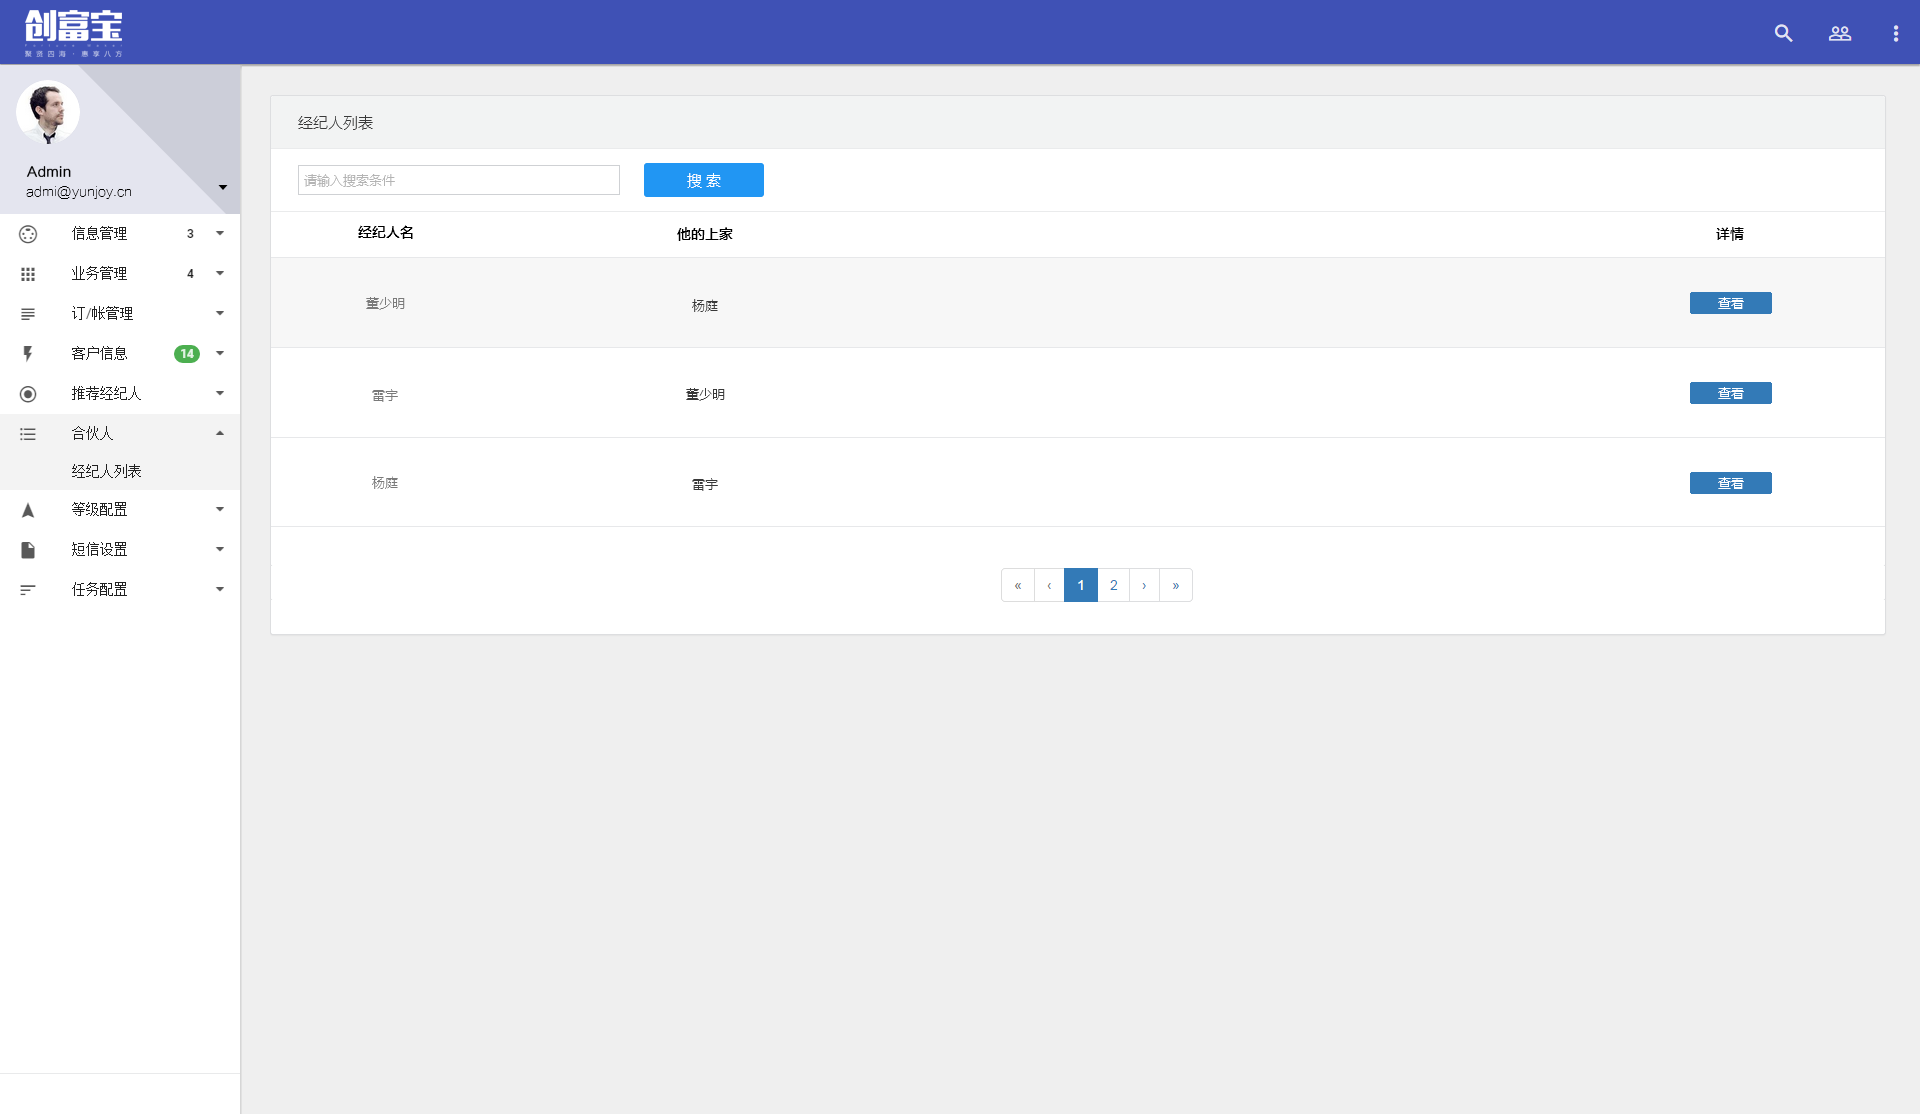 创富宝
聚贤四海·惠享八方
Admin
admi@yunjoy.cn
信息管理 3
业务管理 4
订/帐管理
客户信息 14
推荐经纪人
合伙人
经纪人列表
等级配置
短信设置
任务配置
经纪人列表
请输入搜索条件 搜 索
经纪人名 他的上家 详情
董少明 杨庭 查看
雷宇 董少明 查看
杨庭 雷宇 查看
« ‹ 1 2 › »